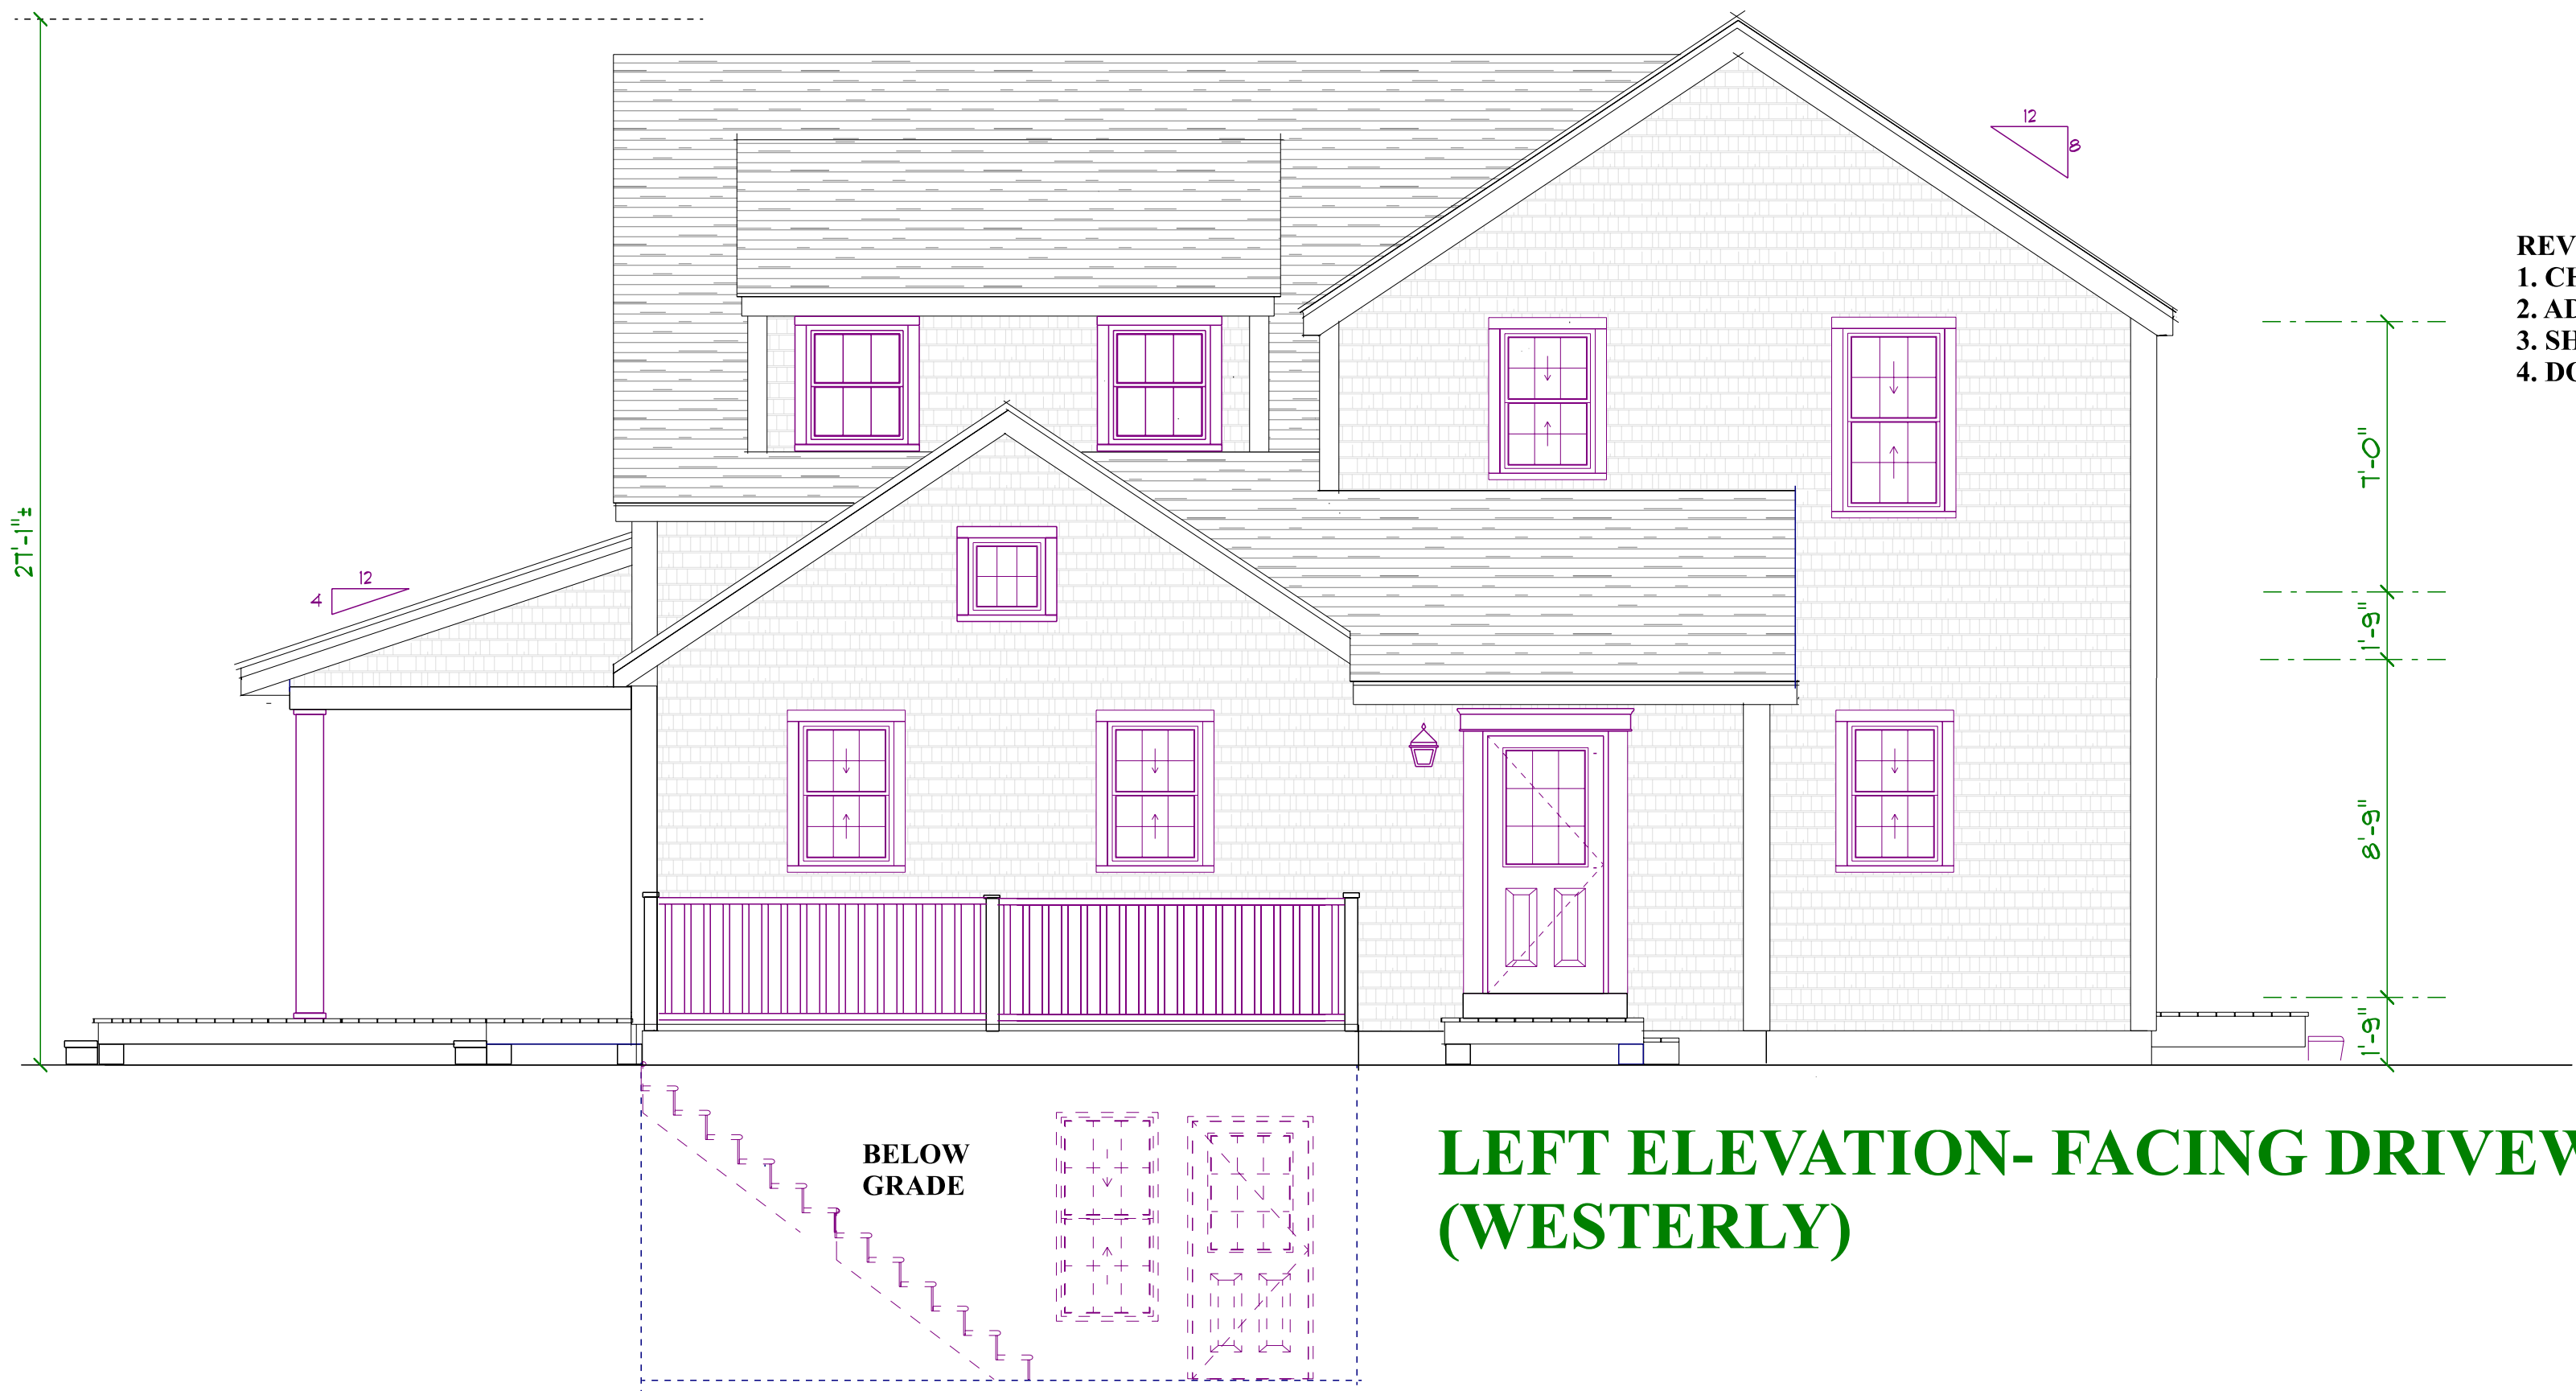 12
8
REV
1. CH
2. AD
3. SH
4. DO
7'-0"
27'-1"±
12
4
1'-9"
8'-9"
1'-9"
BELOW
GRADE
LEFT ELEVATION- FACING DRIVEW
(WESTERLY)